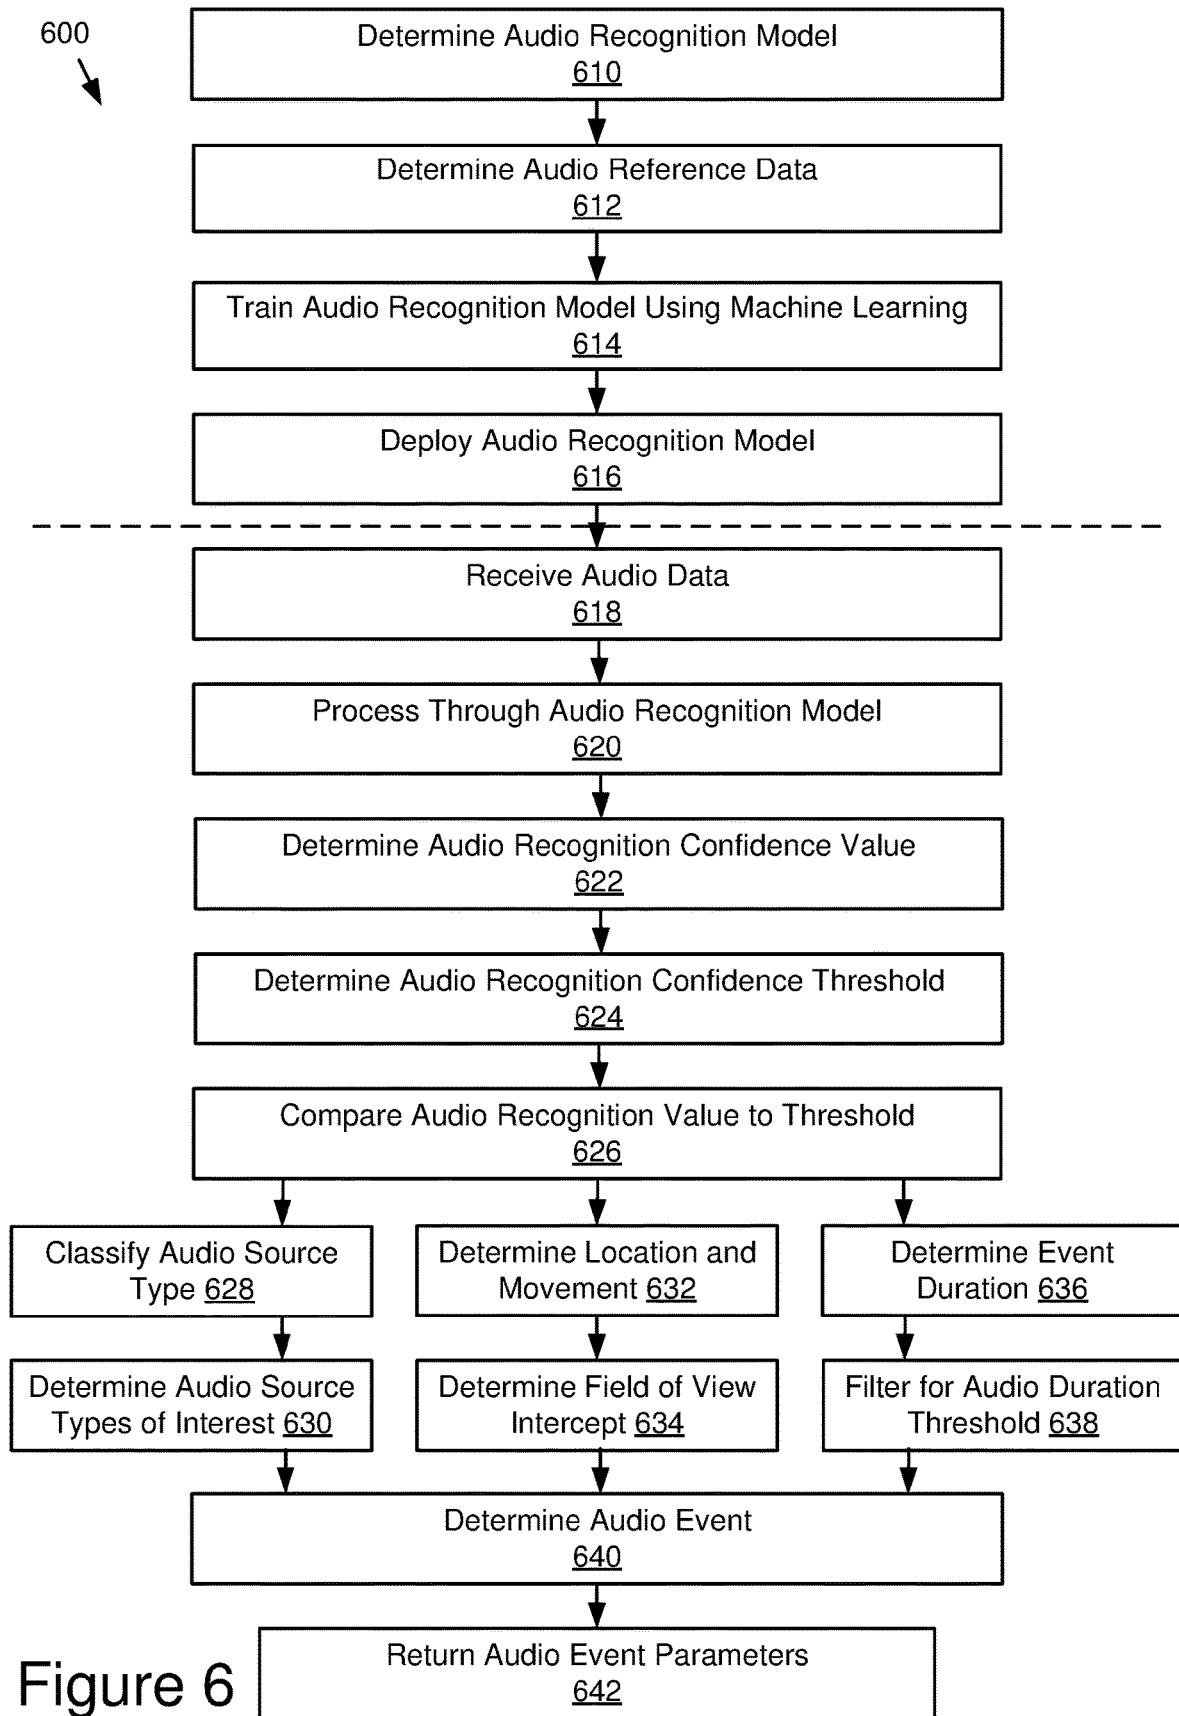 600
Determine Audio Recognition Model
610
Determine Audio Reference Data
612
Train Audio Recognition Model Using Machine Learning
614
Deploy Audio Recognition Model
616
Receive Audio Data
618
Process Through Audio Recognition Model
620
Determine Audio Recognition Confidence Value
622
Determine Audio Recognition Confidence Threshold
624
Compare Audio Recognition Value to Threshold
626
Classify Audio Source
Type 628
Determine Location and
Movement 632
Determine Event
Duration 636
Determine Audio Source
Types of Interest 630
Determine Field of View
Intercept 634
Filter for Audio Duration
Threshold 638
Determine Audio Event
640
Return Audio Event Parameters
642
Figure 6